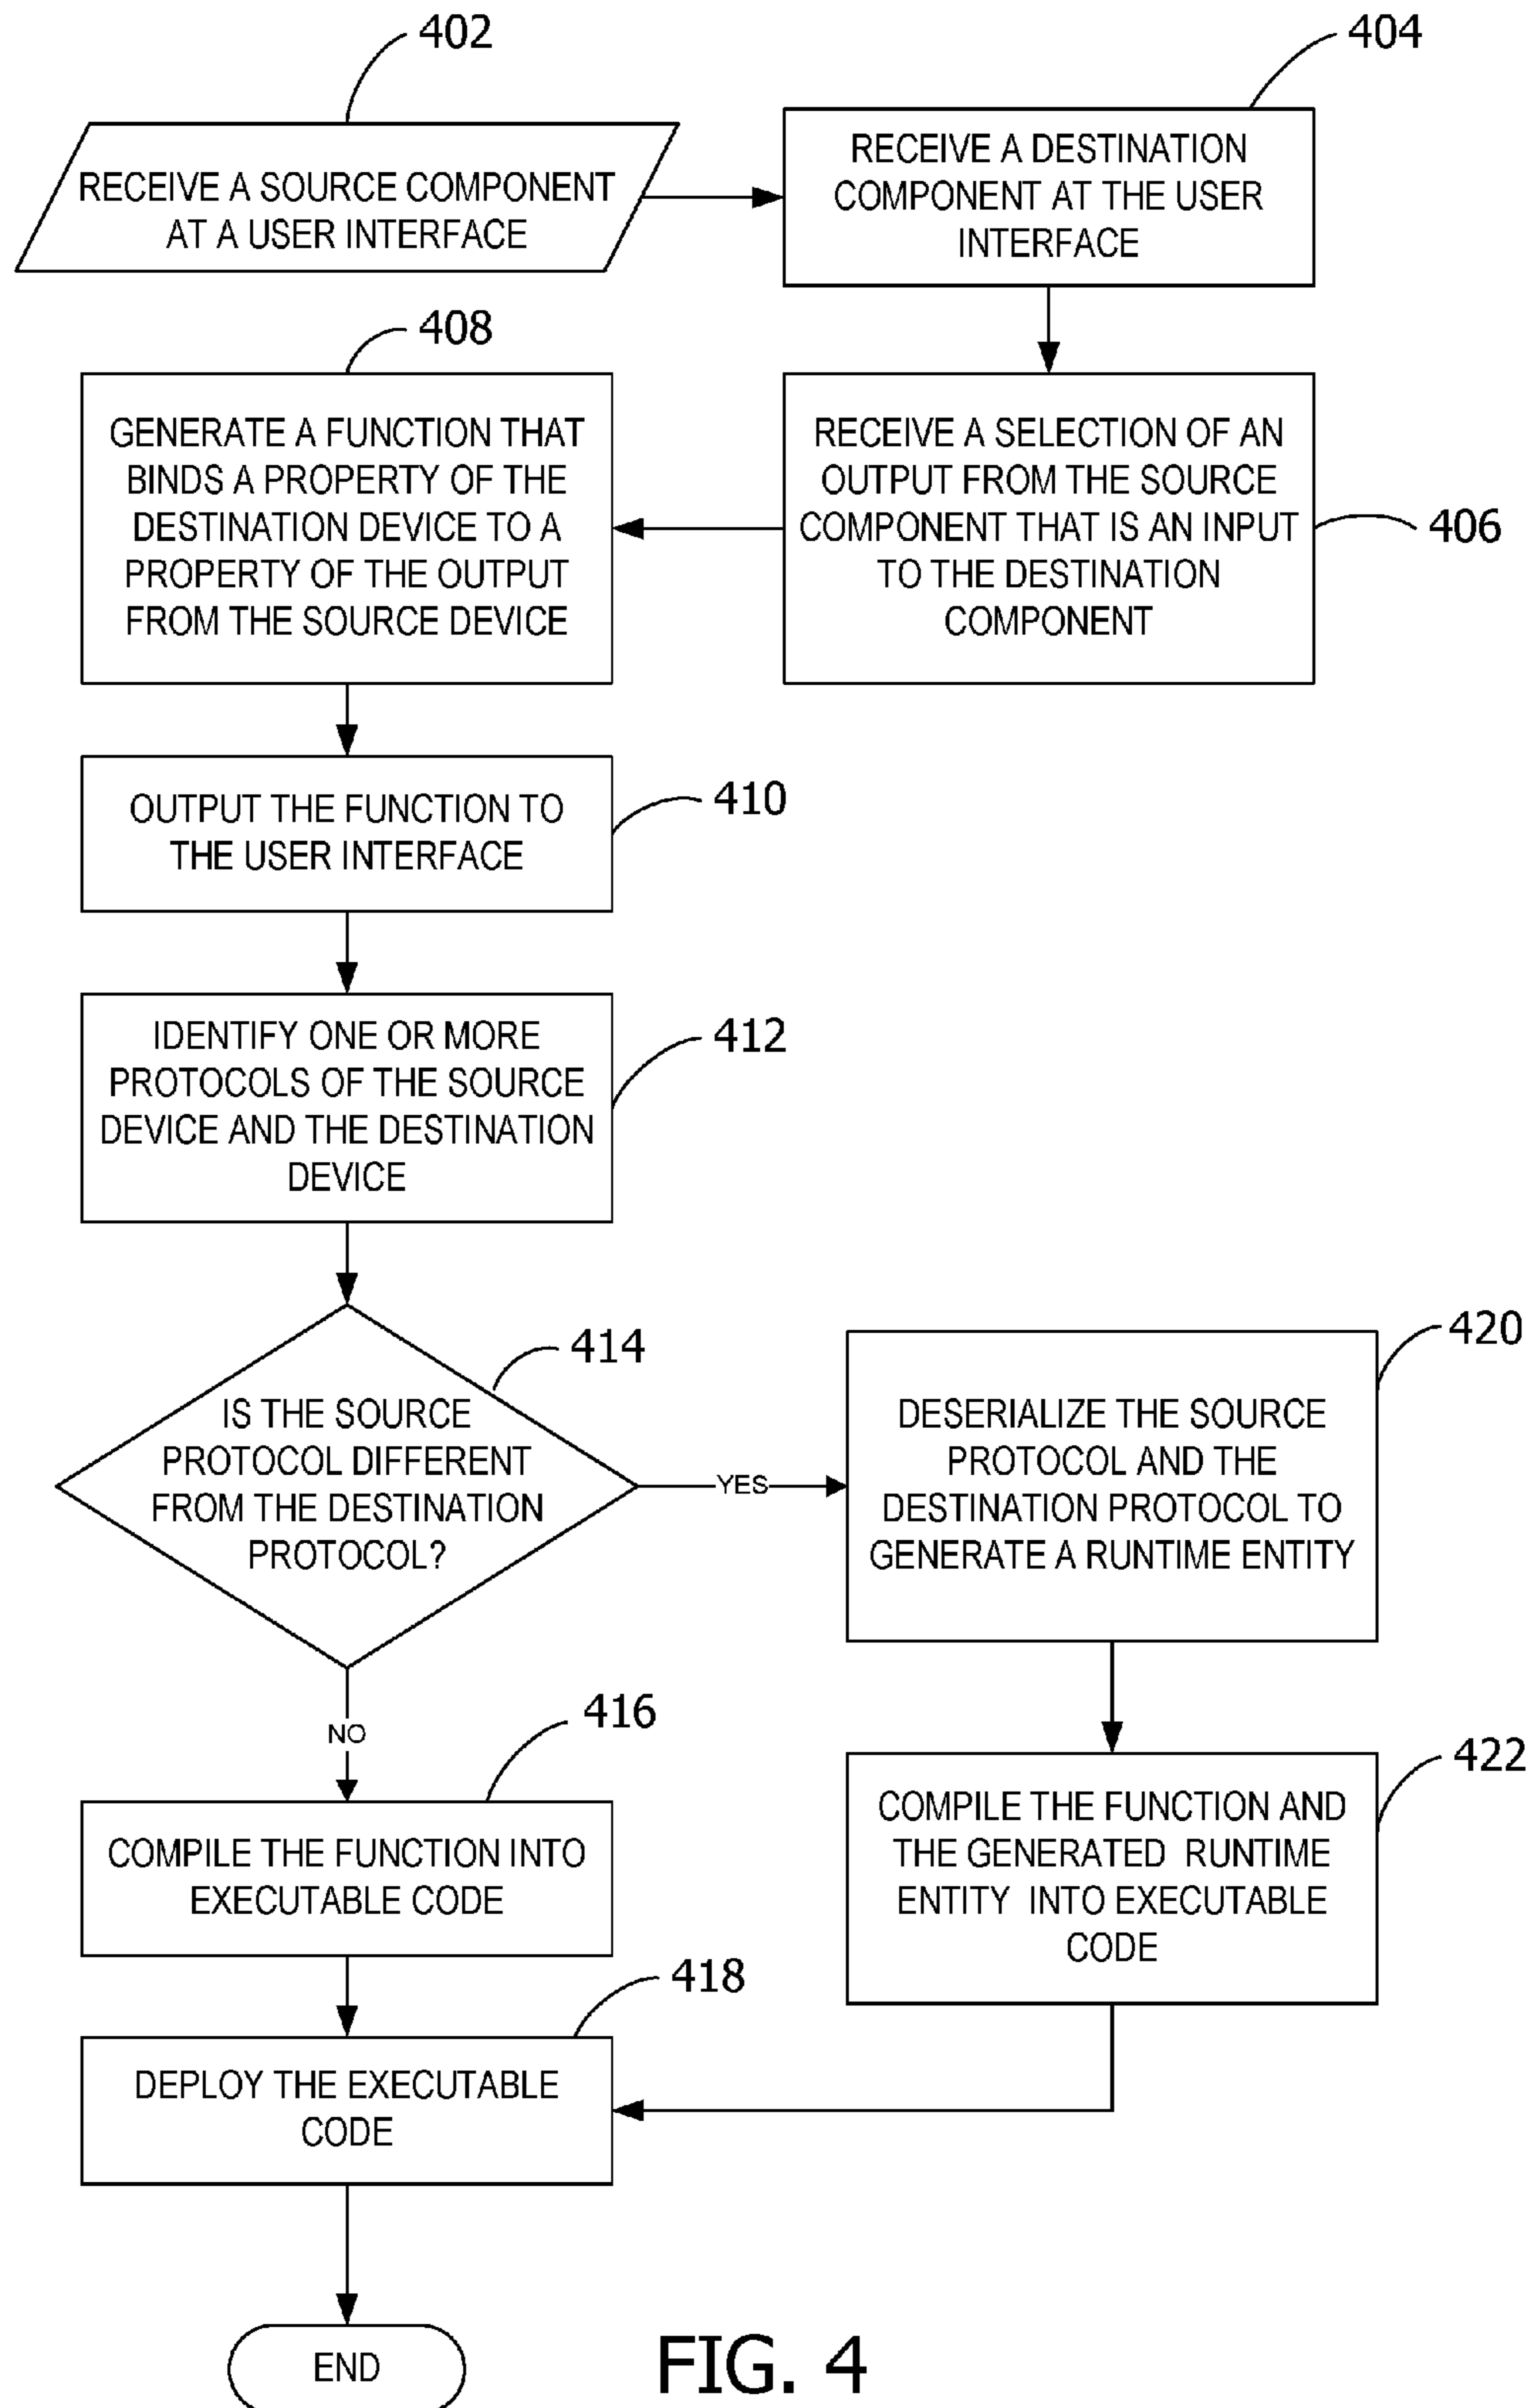 402
RECEIVE A SOURCE COMPONENT
AT A USER INTERFACE
404
RECEIVE A DESTINATION
COMPONENT AT THE USER
INTERFACE
406
RECEIVE A SELECTION OF AN
OUTPUT FROM THE SOURCE
COMPONENT THAT IS AN INPUT
TO THE DESTINATION
COMPONENT
408
GENERATE A FUNCTION THAT
BINDS A PROPERTY OF THE
DESTINATION DEVICE TO A
PROPERTY OF THE OUTPUT
FROM THE SOURCE DEVICE
410
OUTPUT THE FUNCTION TO
THE USER INTERFACE
412
IDENTIFY ONE OR MORE
PROTOCOLS OF THE SOURCE
DEVICE AND THE DESTINATION
DEVICE
414
IS THE SOURCE
PROTOCOL DIFFERENT
FROM THE DESTINATION
PROTOCOL?
YES
420
DESERIALIZE THE SOURCE
PROTOCOL AND THE
DESTINATION PROTOCOL TO
GENERATE A RUNTIME ENTITY
NO
416
COMPILE THE FUNCTION INTO
EXECUTABLE CODE
422
COMPILE THE FUNCTION AND
THE GENERATED RUNTIME
ENTITY INTO EXECUTABLE
CODE
418
DEPLOY THE EXECUTABLE
CODE
END
FIG. 4